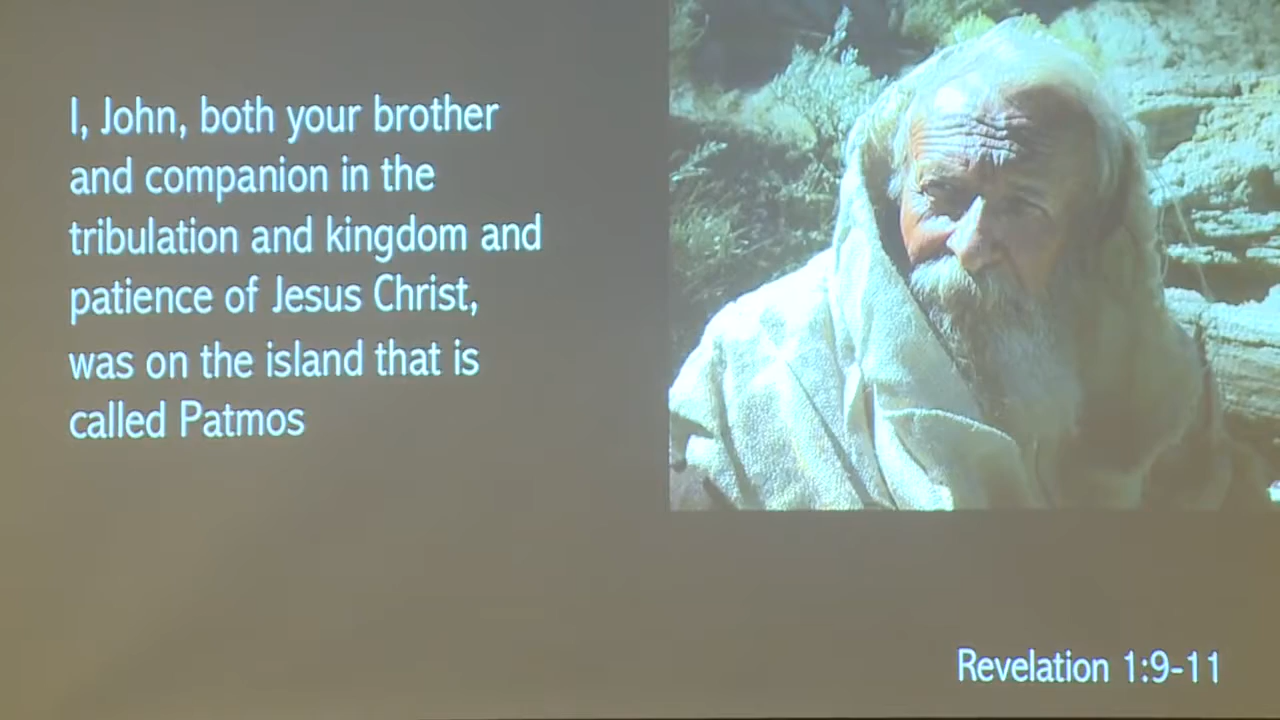 I, John, both your brother
and companion in the
tribulation and kingdom and
patience of Jesus Christ,
was on the island that is
called Patmos
Revelation 1:9-11